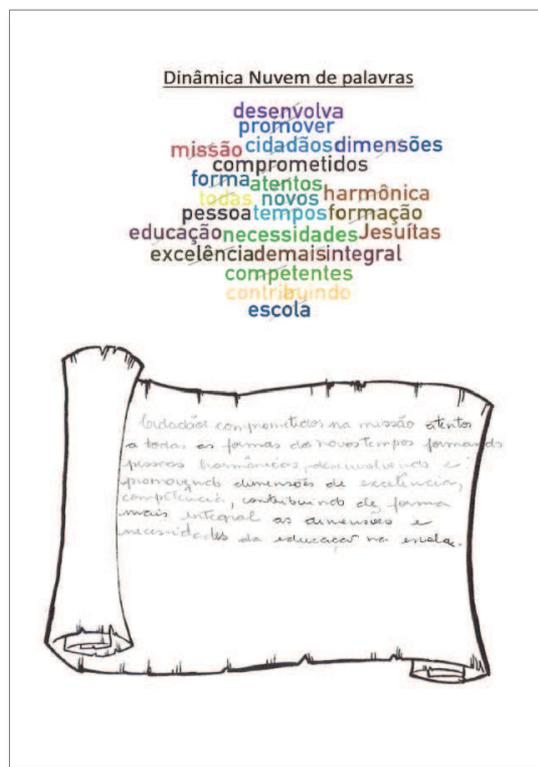 Dinâmica Nuvem de palavras
desenvolva
promover
missão cidadãos dimensões
comprometidos
forma atentos
todas novos harmônica
pessoa tempos formação
educação necessidades Jesuítas
excelência demais integral
competentes
contribuindo
escola
Cidadãos comprometidos na missão atentos
a todas as formas dos novos tempos formando
pessoas harmônicas, desenvolvendo e
promovendo dimensões de excelência,
competência, contribuindo de forma
mais integral as dimensões e
necessidades da educação na escola.